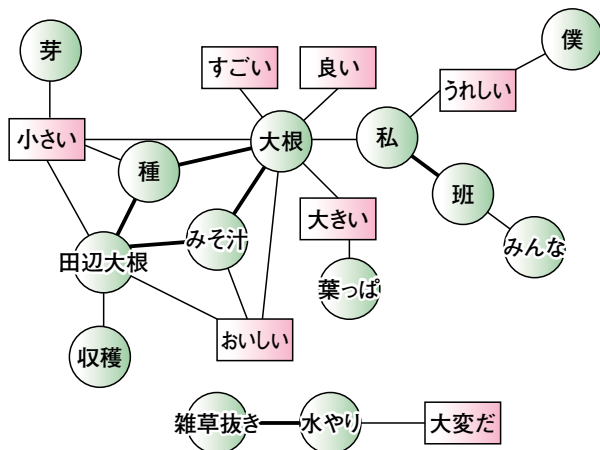 芽
すごい
良い
僕
うれしい
小さい
大根
私
種
班
大きい
みそ汁
みんな
田辺大根
葉っぱ
おいしい
収穫
雑草抜き
水やり
大変だ